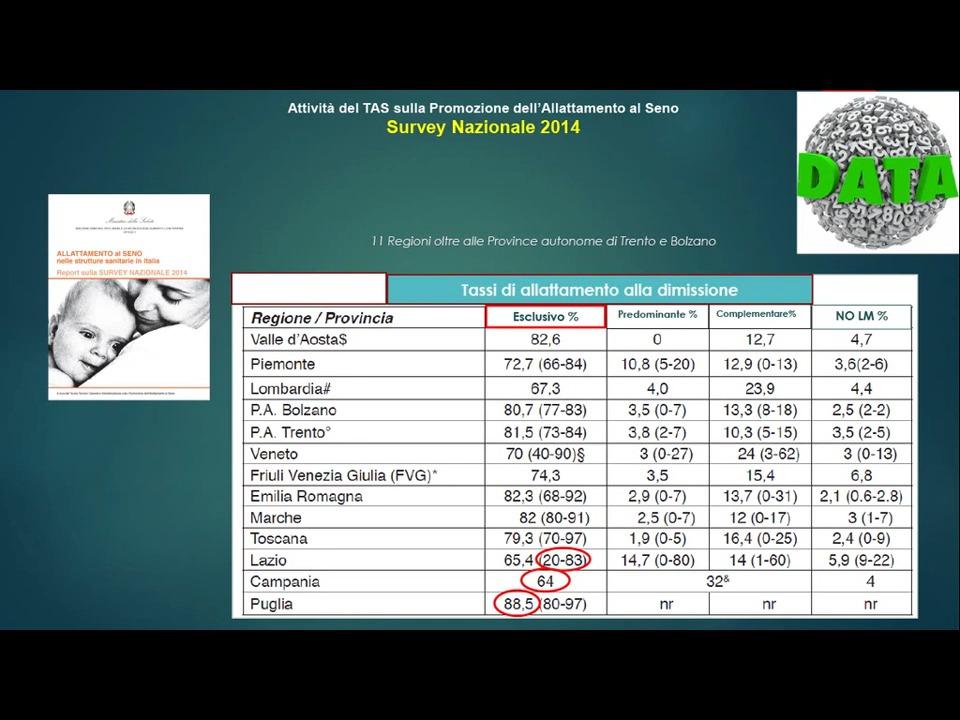 Attività del TAS sulla Promozione dell'Allattamento al Seno
Survey Nazionale 2014
DATA
11 Regioni oltre alle Province autonome di Trento e Bolzano
Ministero della Salute
ALLATTAMENTO al SENO
nelle strutture sanitarie in Italia
Report sulla SURVEY NAZIONALE 2014
Tassi di allattamento alla dimissione
Regione / Provincia Esclusivo % Predominante % Complementare% NO LM %
Valle d'Aosta$ 82,6 0 12,7 4,7
Piemonte 72,7 (66-84) 10,8 (5-20) 12,9 (0-13) 3,6(2-6)
Lombardia# 67,3 4,0 23,9 4,4
P.A. Bolzano 80,7 (77-83) 3,5 (0-7) 13,3 (8-18) 2,5 (2-2)
P.A. Trento° 81,5 (73-84) 3,8 (2-7) 10,3 (5-15) 3,5 (2-5)
Veneto 70 (40-90)§ 3 (0-27) 24 (3-62) 3 (0-13)
Friuli Venezia Giulia (FVG)* 74,3 3,5 15,4 6,8
Emilia Romagna 82,3 (68-92) 2,9 (0-7) 13,7 (0-31) 2,1 (0.6-2.8)
Marche 82 (80-91) 2,5 (0-7) 12 (0-17) 3 (1-7)
Toscana 79,3 (70-97) 1,9 (0-5) 16,4 (0-25) 2,4 (0-9)
Lazio 65,4 (20-83) 14,7 (0-80) 14 (1-60) 5,9 (9-22)
Campania 64 32& 4
Puglia 88,5 (80-97) nr nr nr